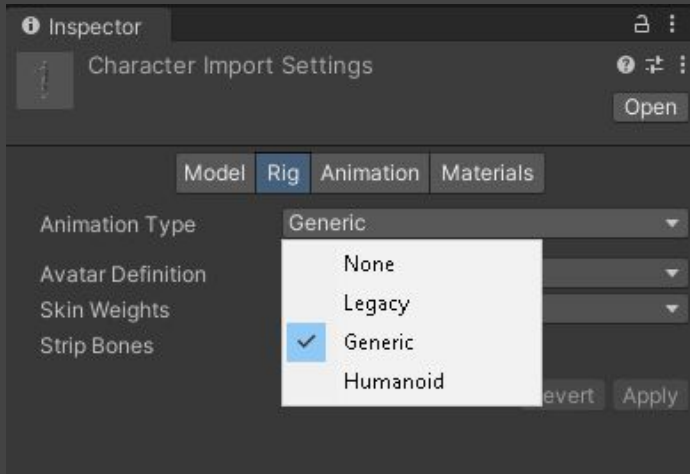 Inspector
Character Import Settings
Open
Model Rig Animation Materials
Animation Type Generic
None
Avatar Definition
Legacy
Skin Weights
Generic
Strip Bones
Humanoid
evert Apply